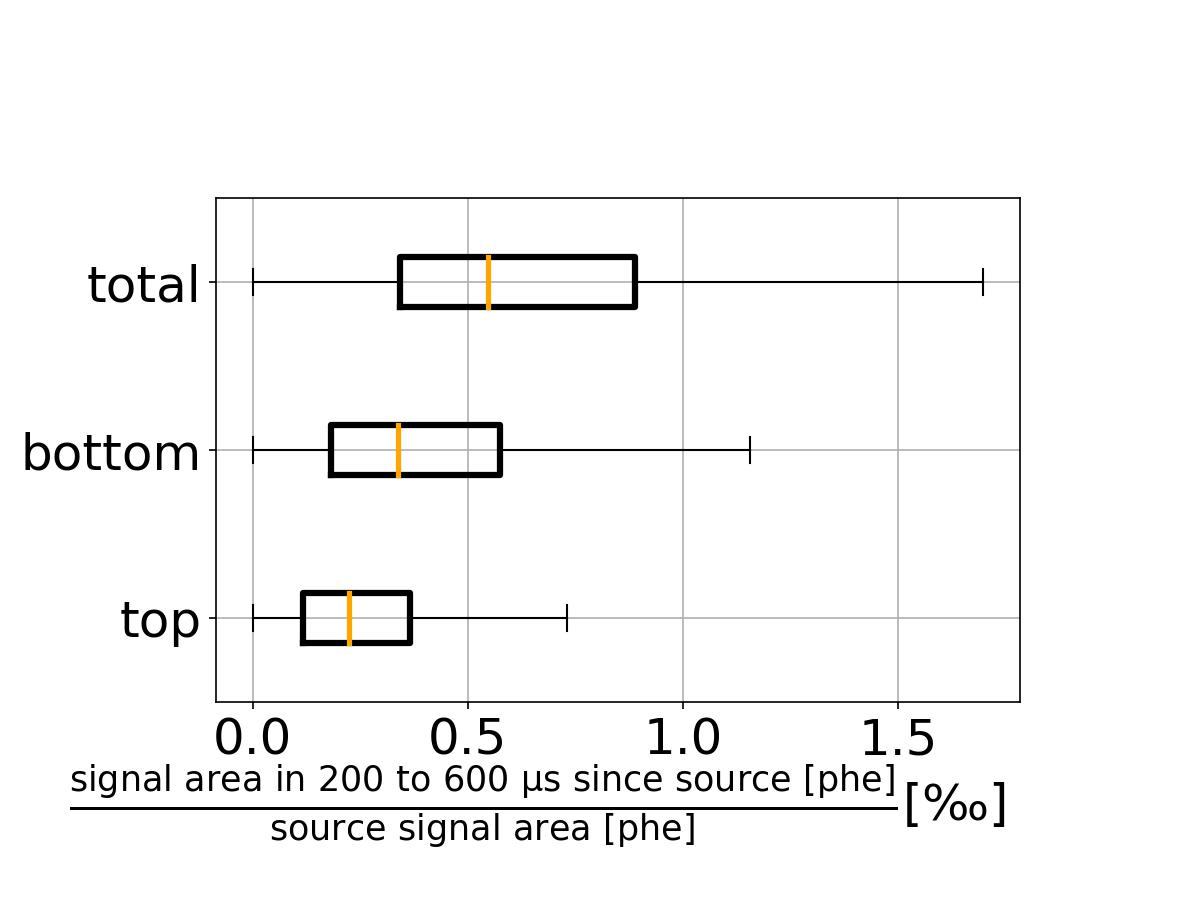 total
bottom
top
0.0 0.5 1.0 1.5
signal area in 200 to 600 µs since source [phe]
source signal area [phe]
[‰]